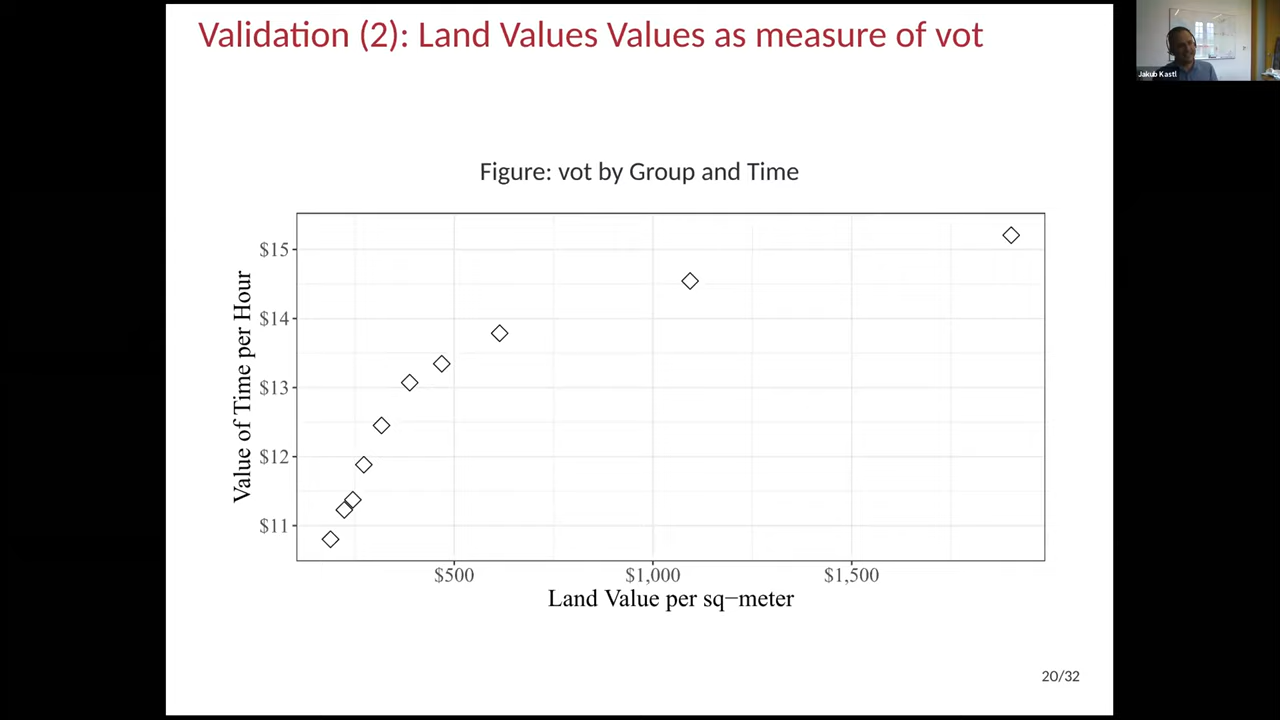 Validation (2): Land Values Values as measure of vot
Jakub Kastl
Figure: vot by Group and Time
Value of Time per Hour
$15
$14
$13
$12
$11
$500 $1,000 $1,500
Land Value per sq−meter
20/32